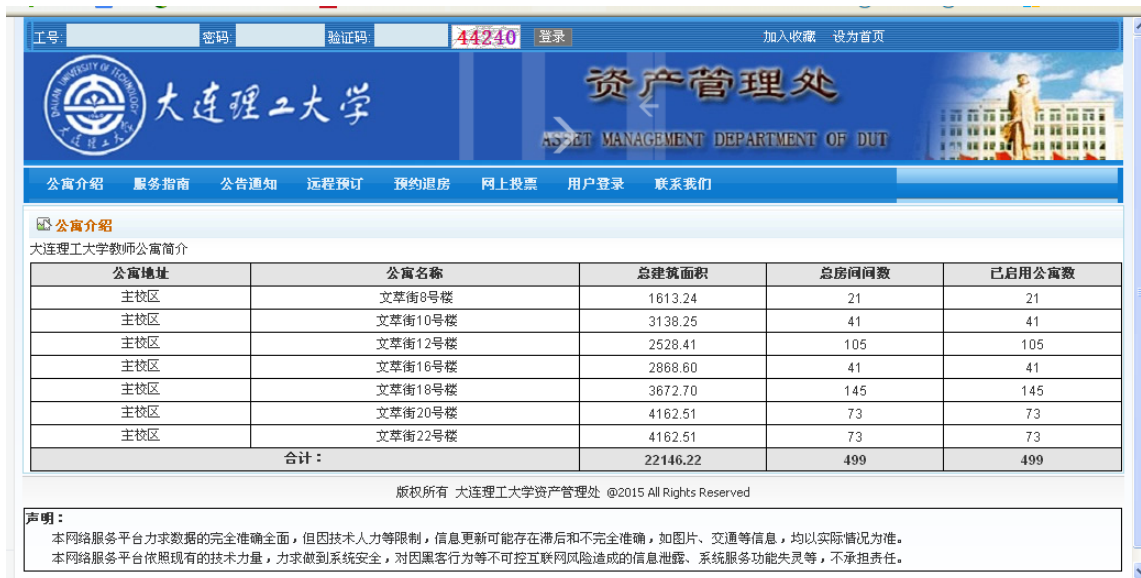 工号: 密码: 验证码: 44240 登录 加入收藏 设为首页
DALIAN UNIVERSITY OF TECHNOLOGY
大连理工大学
大连理工大学
资产管理处
ASSET MANAGEMENT DEPARTMENT OF DUT
公寓介绍 服务指南 公告通知 远程预订 预约退房 网上投票 用户登录 联系我们
公寓介绍
大连理工大学教师公寓简介
公寓地址 公寓名称 总建筑面积 总房间间数 已启用公寓数
主校区 文萃街8号楼 1613.24 21 21
主校区 文萃街10号楼 3138.25 41 41
主校区 文萃街12号楼 2528.41 105 105
主校区 文萃街16号楼 2868.60 41 41
主校区 文萃街18号楼 3672.70 145 145
主校区 文萃街20号楼 4162.51 73 73
主校区 文萃街22号楼 4162.51 73 73
合计： 22146.22 499 499
版权所有 大连理工大学资产管理处 @2015 All Rights Reserved
声明：
本网络服务平台力求数据的完全准确全面，但因技术人力等限制，信息更新可能存在滞后和不完全准确，如图片、交通等信息，均以实际情况为准。
本网络服务平台依照现有的技术力量，力求做到系统安全，对因黑客行为等不可控互联网风险造成的信息泄露、系统服务功能失灵等，不承担责任。